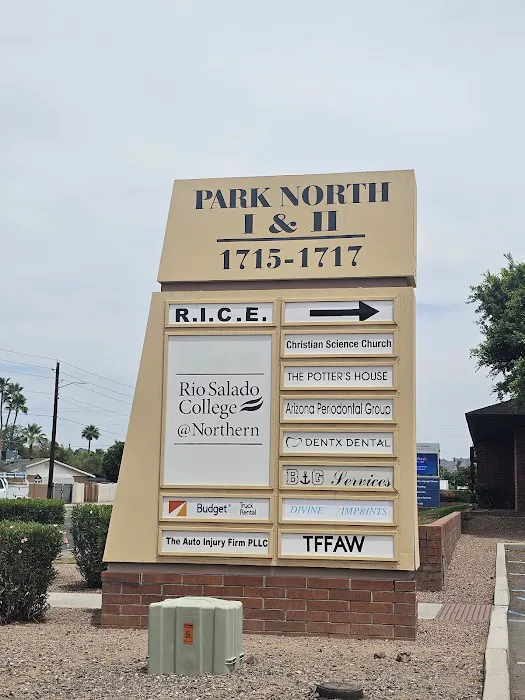 PARK NORTH
I & II
1715-1717
R.I.C.E.
Rio Salado
College
@Northern
Budget® Truck
Rental
The Auto Injury Firm PLLC
Christian Science Church
THE POTTER'S HOUSE
Arizona Periodontal Group
DENTX DENTAL
B&G Services
DIVINE IMPRINTS
TFFAW